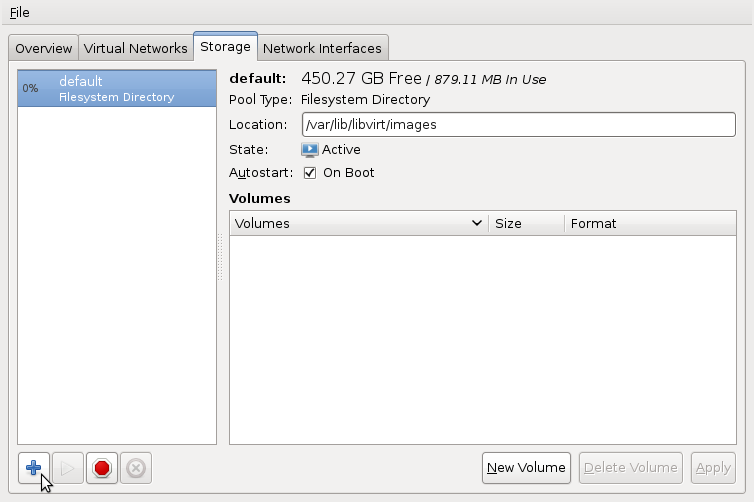 File
Overview Virtual Networks Storage Network Interfaces
0% default
Filesystem Directory
default: 450.27 GB Free / 879.11 MB In Use
Pool Type: Filesystem Directory
Location: /var/lib/libvirt/images
State: Active
Autostart: On Boot
Volumes
Volumes Size Format
New Volume Delete Volume Apply